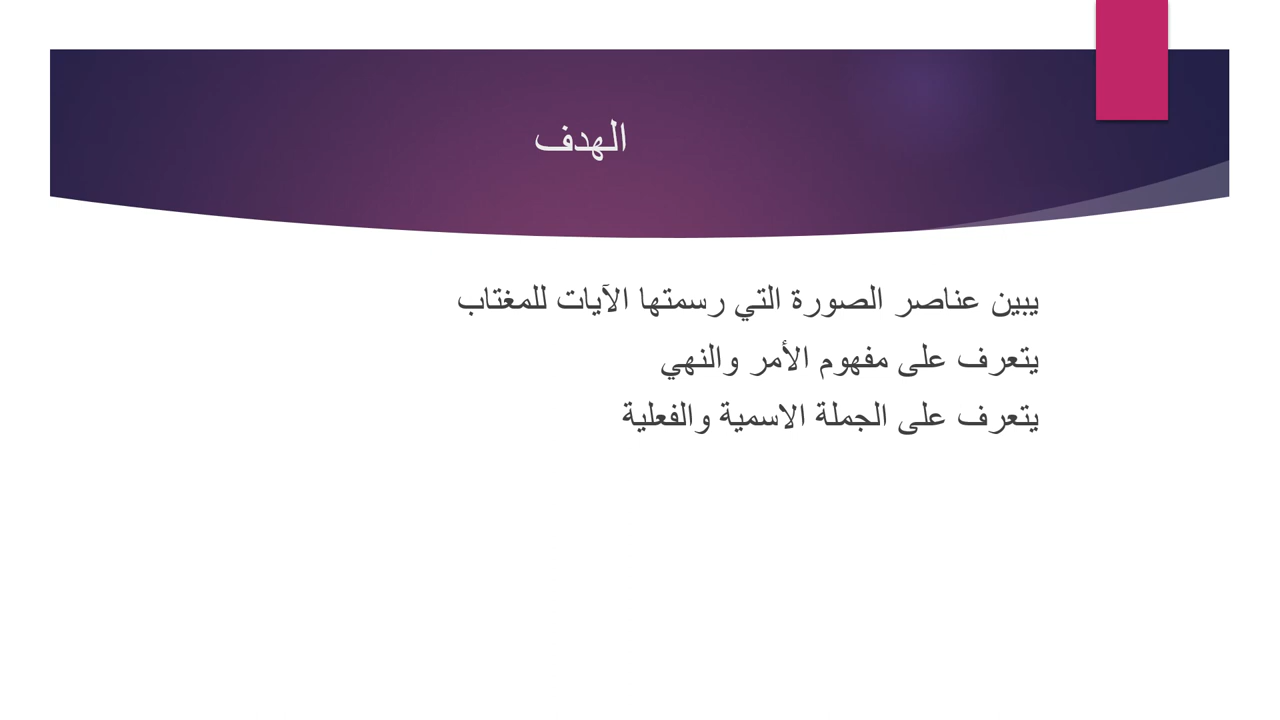 الهدف
يبين عناصر الصورة التي رسمتها الآيات للمغتاب
يتعرف على مفهوم الأمر والنهي
يتعرف على الجملة الاسمية والفعلية